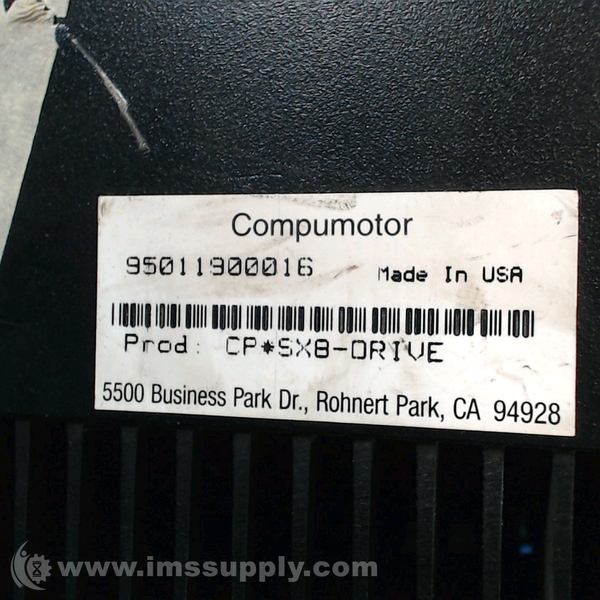 Compumotor
95011900016 Made In USA
Prod: CP*SX8-DRIVE
5500 Business Park Dr., Rohnert Park, CA 94928
www.imssupply.com